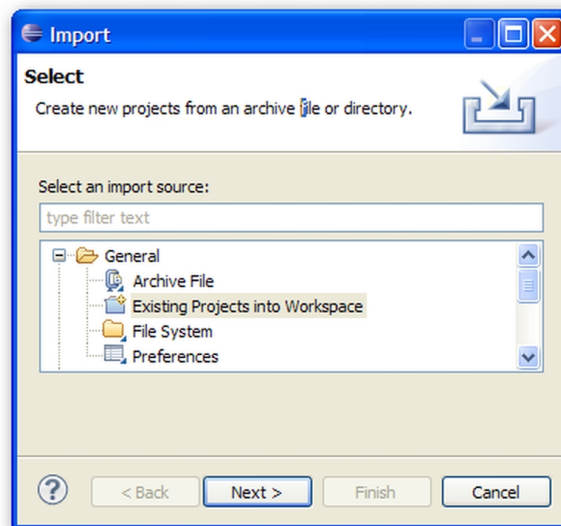 Import
Select
Create new projects from an archive file or directory.
Select an import source:
type filter text
General
Archive File
Existing Projects into Workspace
File System
Preferences
?
< Back
Next >
Finish
Cancel